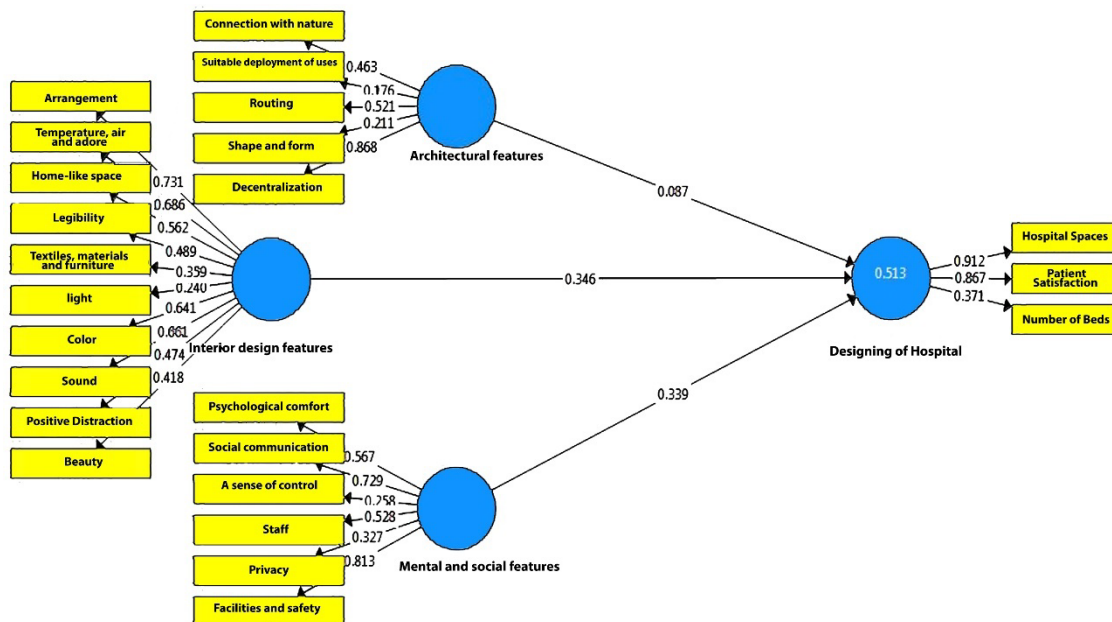 Connection with nature
Suitable deployment of uses
Routing
Shape and form
Decentralization
0.463
0.176
0.521
0.211
0.868
Architectural features
Arrangement
Temperature, air
and adore
Home-like space
Legibility
Textiles, materials
and furniture
light
Color
Sound
Positive Distraction
Beauty
0.731
0.686
0.562
0.489
0.359
0.240
0.641
0.661
0.474
0.418
Interior design features
Psychological comfort
Social communication
A sense of control
Staff
Privacy
Facilities and safety
0.567
0.729
0.258
0.528
0.327
0.813
Mental and social features
0.087
0.346
0.339
0.513
Designing of Hospital
0.912
0.867
0.371
Hospital Spaces
Patient
Satisfaction
Number of Beds